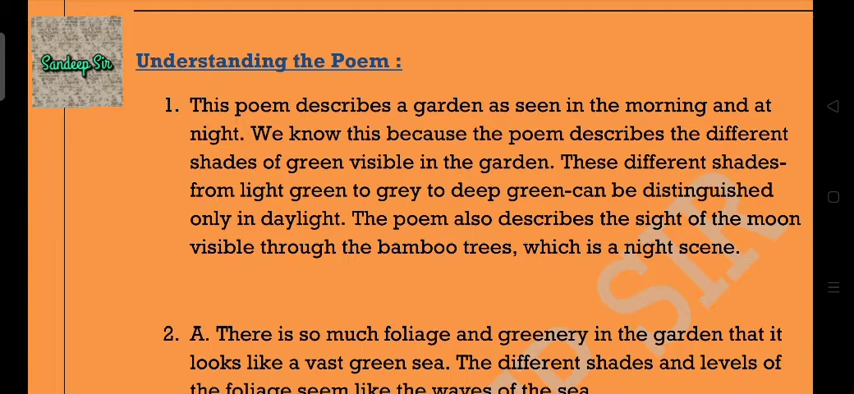 Sandeep Sir
Understanding the Poem :
1. This poem describes a garden as seen in the morning and at
night. We know this because the poem describes the different
shades of green visible in the garden. These different shades-
from light green to grey to deep green-can be distinguished
only in daylight. The poem also describes the sight of the moon
visible through the bamboo trees, which is a night scene.
2. A. There is so much foliage and greenery in the garden that it
looks like a vast green sea. The different shades and levels of
the foliage seem like the waves of the sea.
SIR